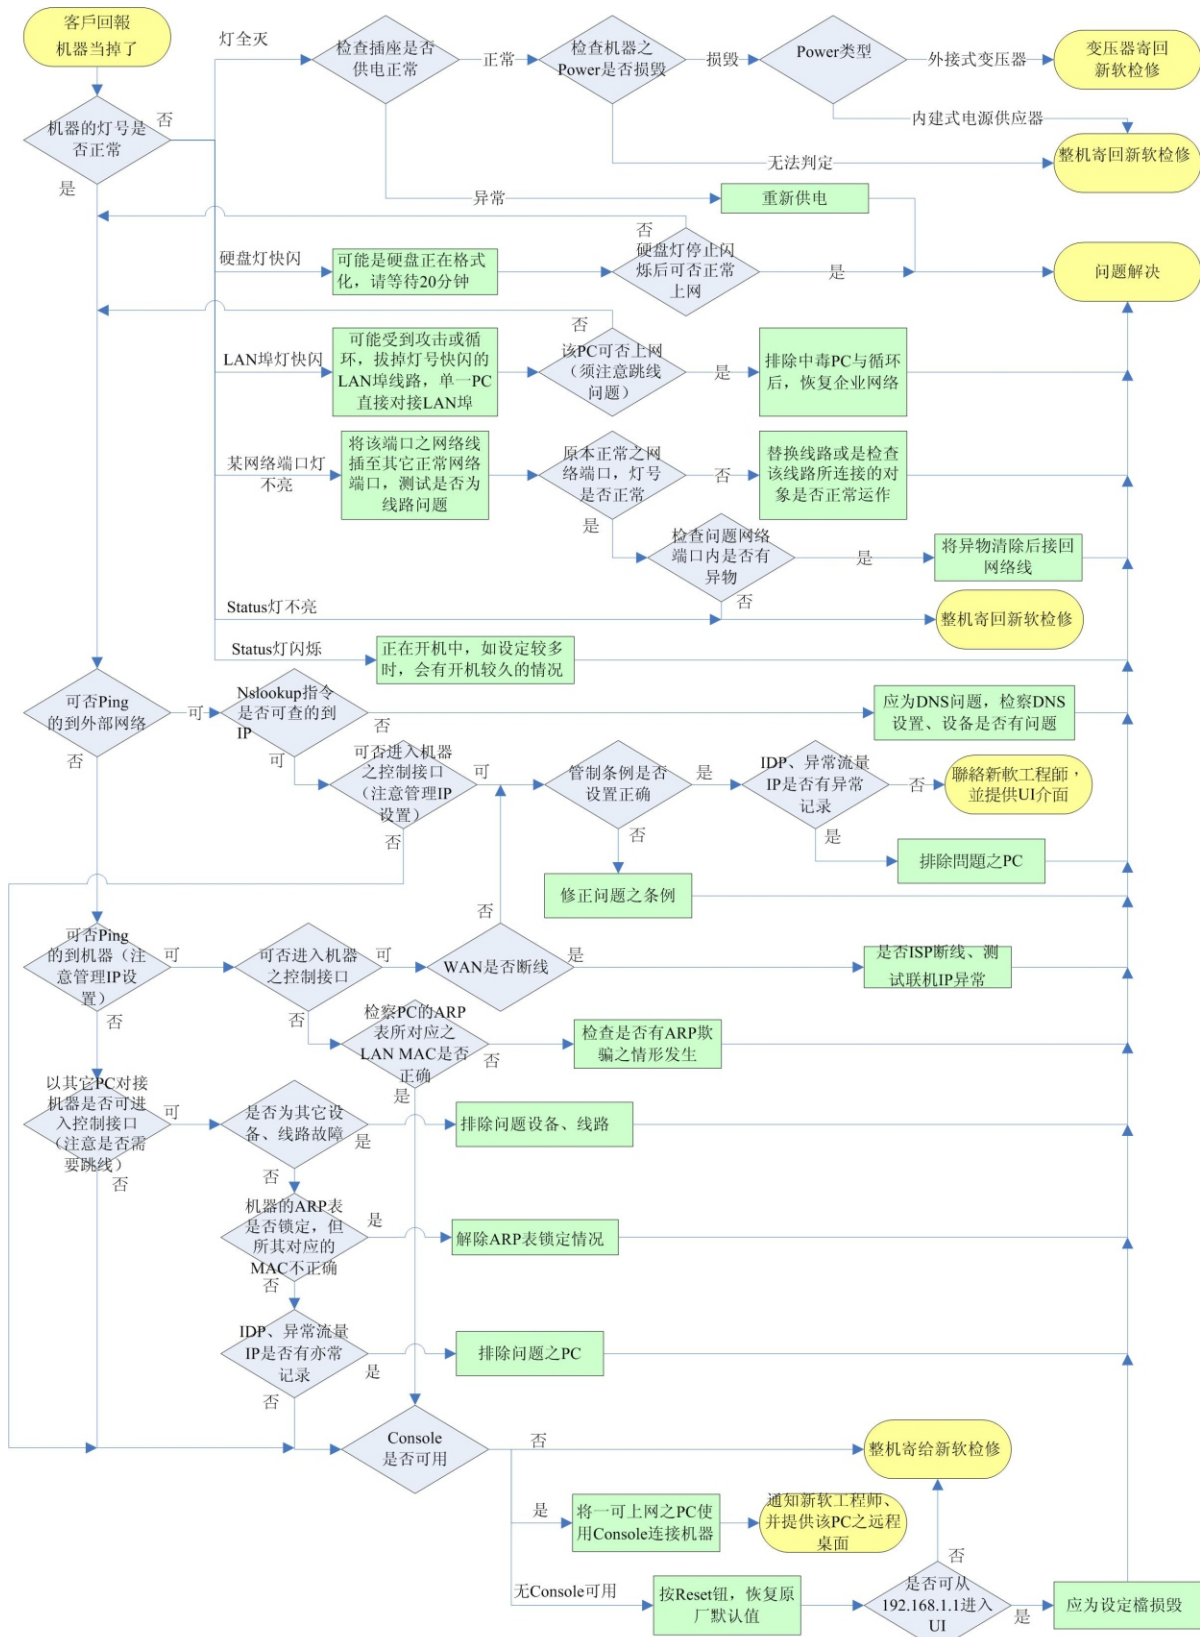 客戶回報
机器当掉了
灯全灭
检查插座是否
供电正常
正常
检查机器之
Power是否损毁
损毁
Power类型
外接式变压器
变压器寄回
新软检修
内建式电源供应器
整机寄回新软检修
无法判定
机器的灯号是
否正常
否
是
异常
重新供电
硬盘灯快闪
可能是硬盘正在格式
化，请等待20分钟
否
硬盘灯停止闪
烁后可否正常
上网
是
问题解决
LAN埠灯快闪
可能受到攻击或循
环，拔掉灯号快闪的
LAN埠线路，单一PC
直接对接LAN埠
否
该PC可否上网
（须注意跳线
问题）
是
排除中毒PC与循环
后，恢复企业网络
某网络端口灯
不亮
将该端口之网络线
插至其它正常网络
端口，测试是否为
线路问题
原本正常之网
络端口，灯号
是否正常
否
替换线路或是检查
该线路所连接的对
象是否正常运作
是
检查问题网络
端口内是否有
异物
是
将异物清除后接回
网络线
否
Status灯不亮
整机寄回新软检修
Status灯闪烁
正在开机中，如设定较多
时，会有开机较久的情况
可否Ping
的到外部网络
可
否
Nslookup指令
是否可查的到
IP
否
可
应为DNS问题，检察DNS
设置、设备是否有问题
可否进入机器
之控制接口
（注意管理IP
设置）
可
否
管制条例是否
设置正确
是
否
IDP、异常流量
IP是否有异常
记录
否
是
聯絡新軟工程師，
並提供UI介面
排除問題之PC
修正问题之条例
可否Ping
的到机器（注
意管理IP设
置）
可
否
可否进入机器
之控制接口
可
否
否
WAN是否断线
是
是否ISP断线、测
试联机IP异常
检察PC的ARP
表所对应之
LAN MAC是否
正确
否
是
检查是否有ARP欺
骗之情形发生
以其它PC对接
机器是否可进
入控制接口
（注意是否需
要跳线）
可
否
是否为其它设
备、线路故障
是
否
排除问题设备、线路
机器的ARP表
是否锁定，但
所其对应的
MAC不正确
是
否
解除ARP表锁定情况
IDP、异常流量
IP是否有亦常
记录
是
否
排除问题之PC
Console
是否可用
否
整机寄给新软检修
是
将一可上网之PC使
用Console连接机器
通知新软工程师、
并提供该PC之远程
桌面
无Console可用
按Reset钮，恢复原
厂默认值
否
是否可从
192.168.1.1进入
UI
是
应为设定檔损毁